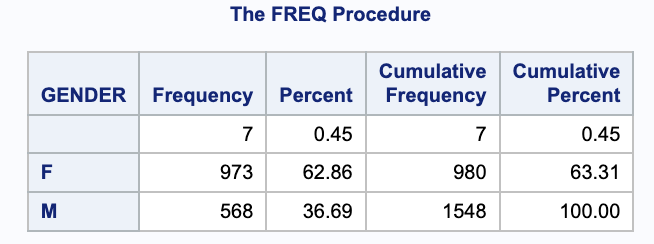 The FREQ Procedure
GENDER Frequency Percent Cumulative Frequency Cumulative Percent
7 0.45 7 0.45
F 973 62.86 980 63.31
M 568 36.69 1548 100.00